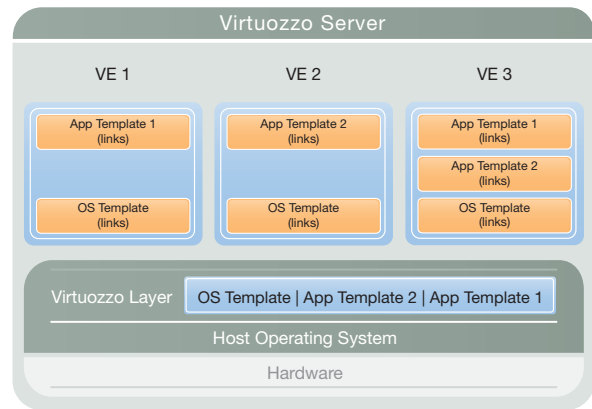 Virtuozzo Server
VE 1
VE 2
VE 3
App Template 1
(links)
OS Template
(links)
App Template 2
(links)
OS Template
(links)
App Template 1
(links)
App Template 2
(links)
OS Template
(links)
Virtuozzo Layer
OS Template | App Template 2 | App Template 1
Host Operating System
Hardware